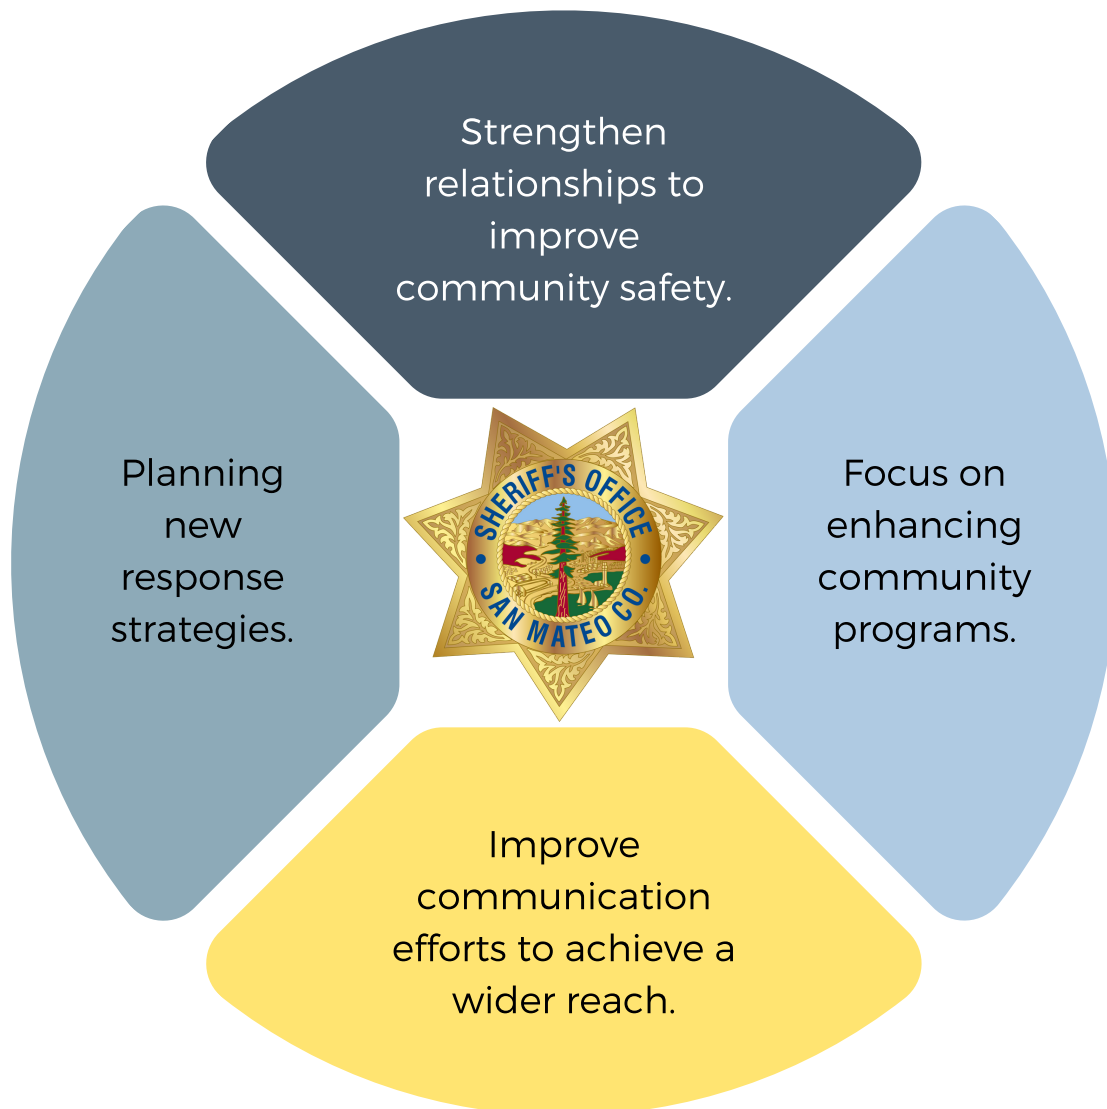 Strengthen
relationships to
improve
community safety.
Planning
new
response
strategies.
SHERIFF'S OFFICE
SAN MATEO CO.
Focus on
enhancing
community
programs.
Improve
communication
efforts to achieve a
wider reach.